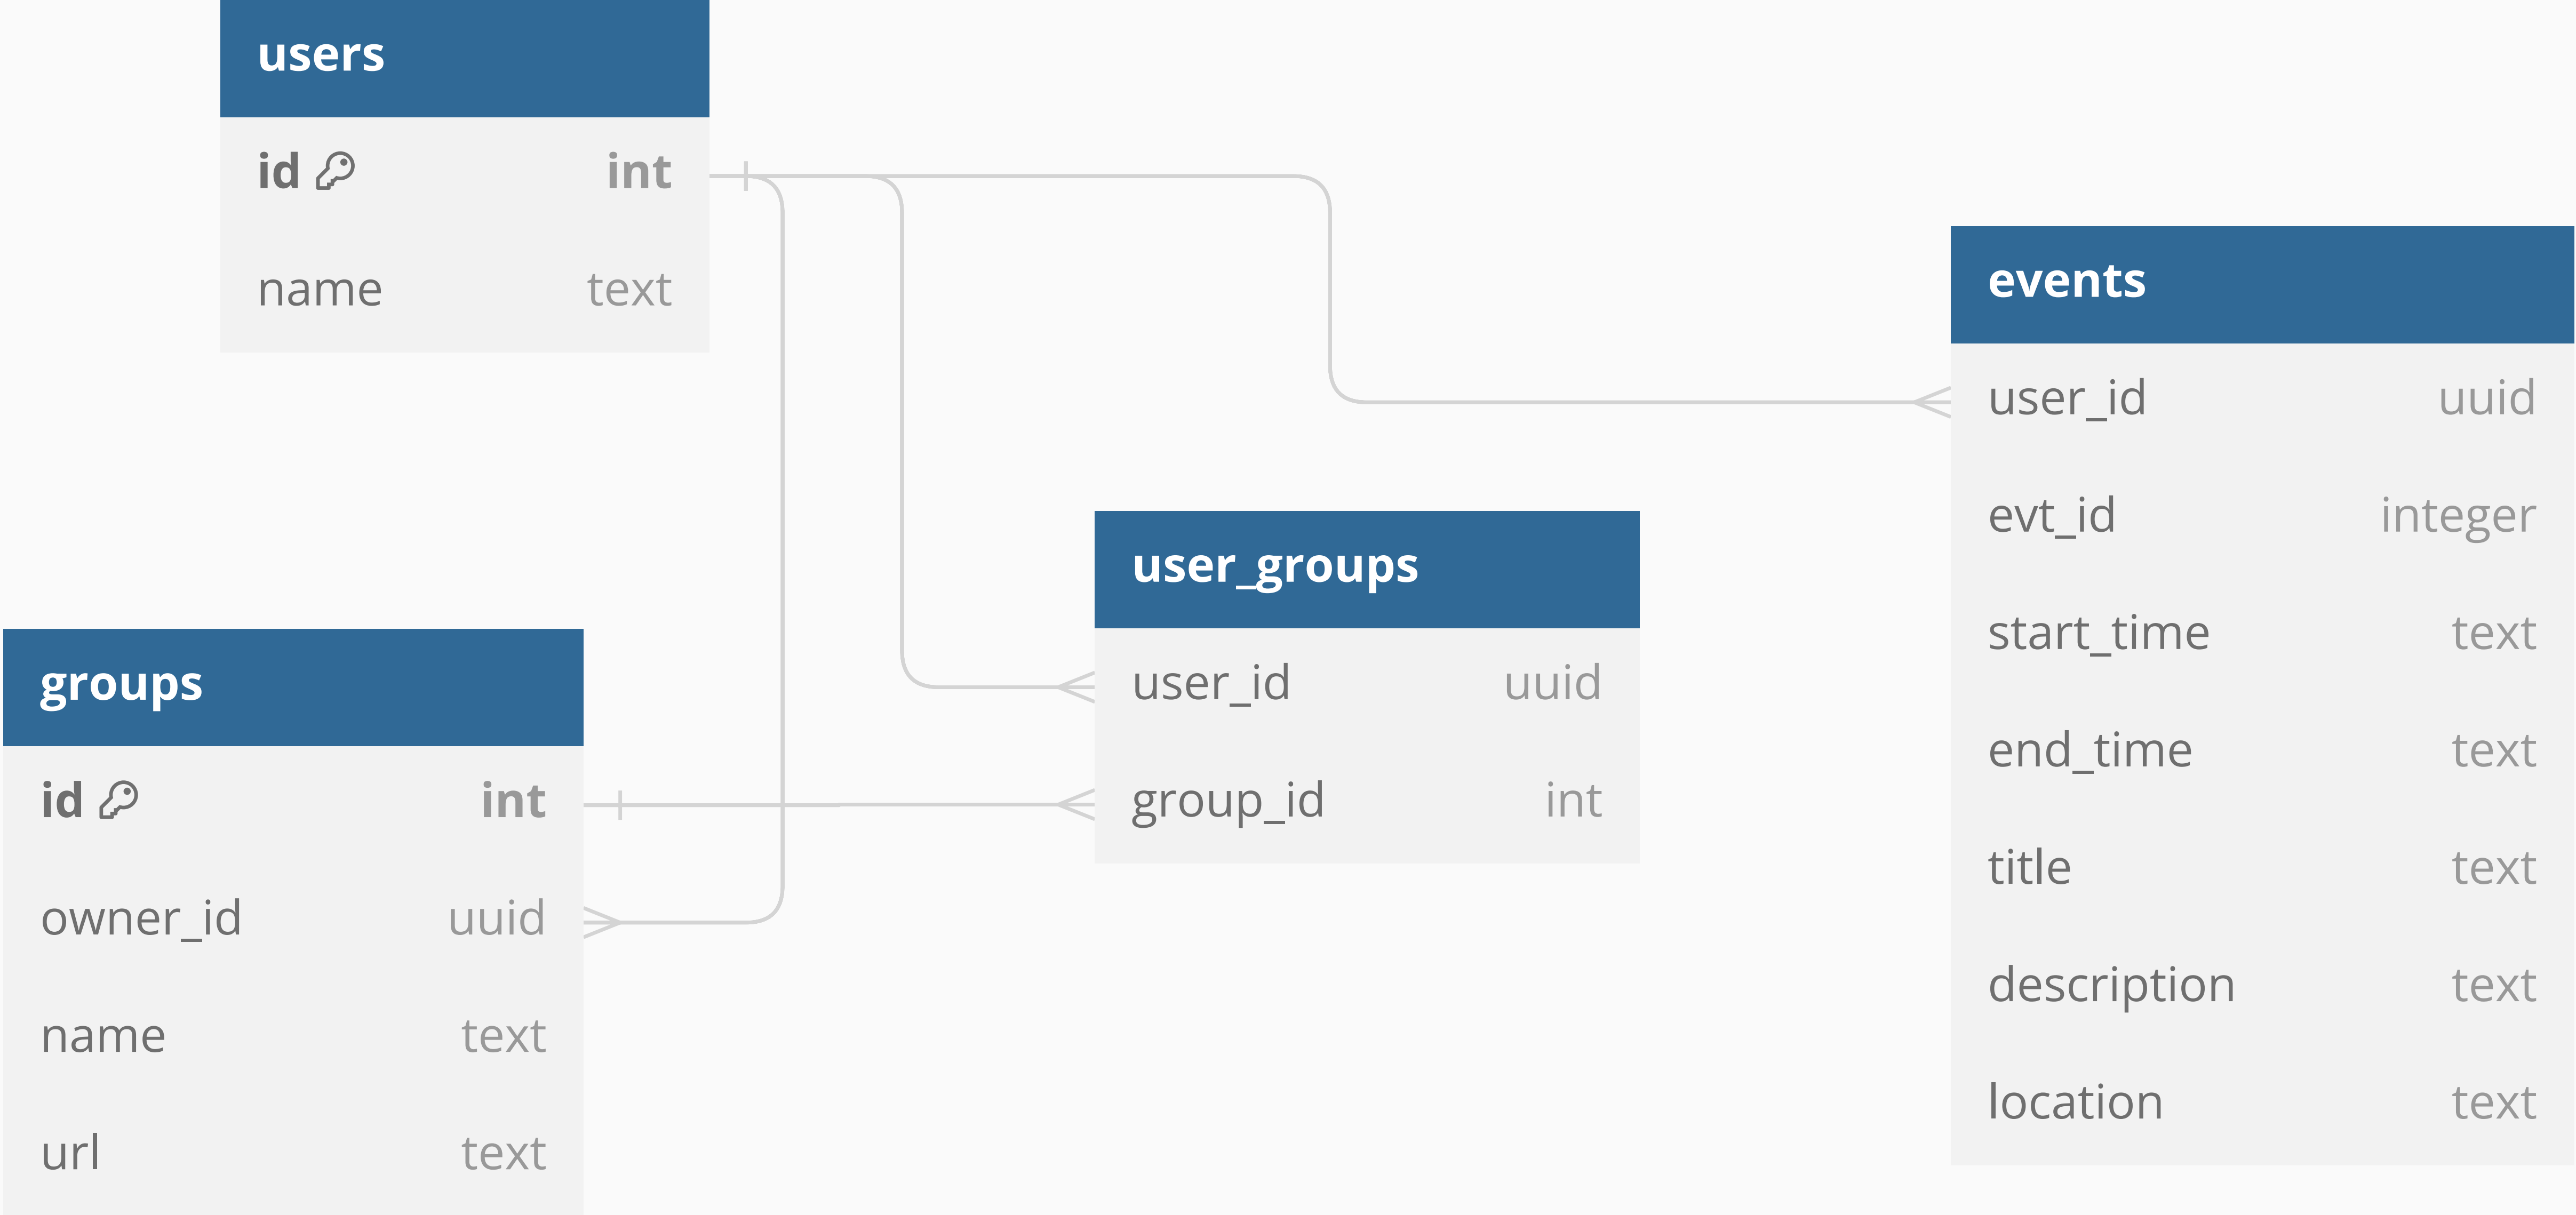 users
id int
name text
groups
id int
owner_id uuid
name text
url text
user_groups
user_id uuid
group_id int
events
user_id uuid
evt_id integer
start_time text
end_time text
title text
description text
location text